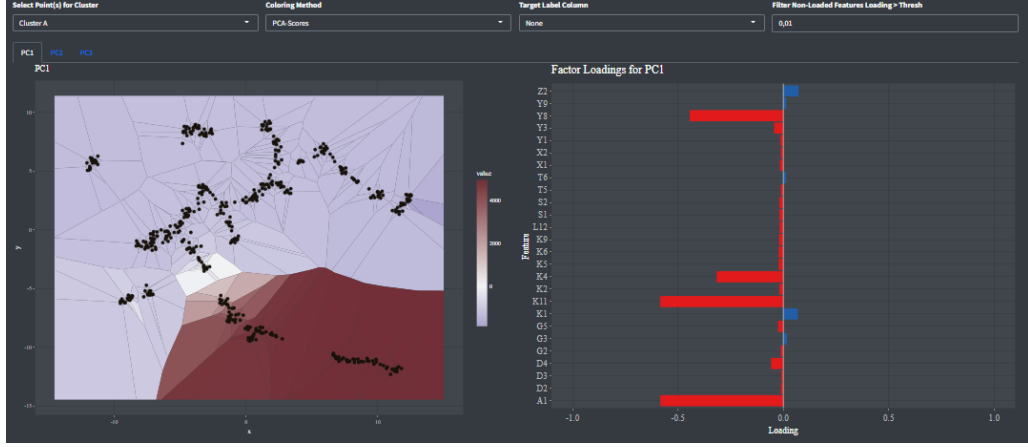 Select Point(s) for Cluster
Coloring Method
Target Label Column
Filter Non-Loaded Features Loading > Thresh
Cluster A
PCA-Scores
None
0,01
PC1
PC2
PC3
PC1
10
5
0
-5
-10
-15
y
-10
0
10
x
value
4000
2000
0
Factor Loadings for PC1
Feature
Z2
Y9
Y8
Y3
Y1
X2
X1
T6
T5
S2
S1
L12
K9
K6
K5
K4
K2
K11
K1
G5
G3
G2
D4
D3
D2
A1
-1.0
-0.5
0.0
0.5
1.0
Loading